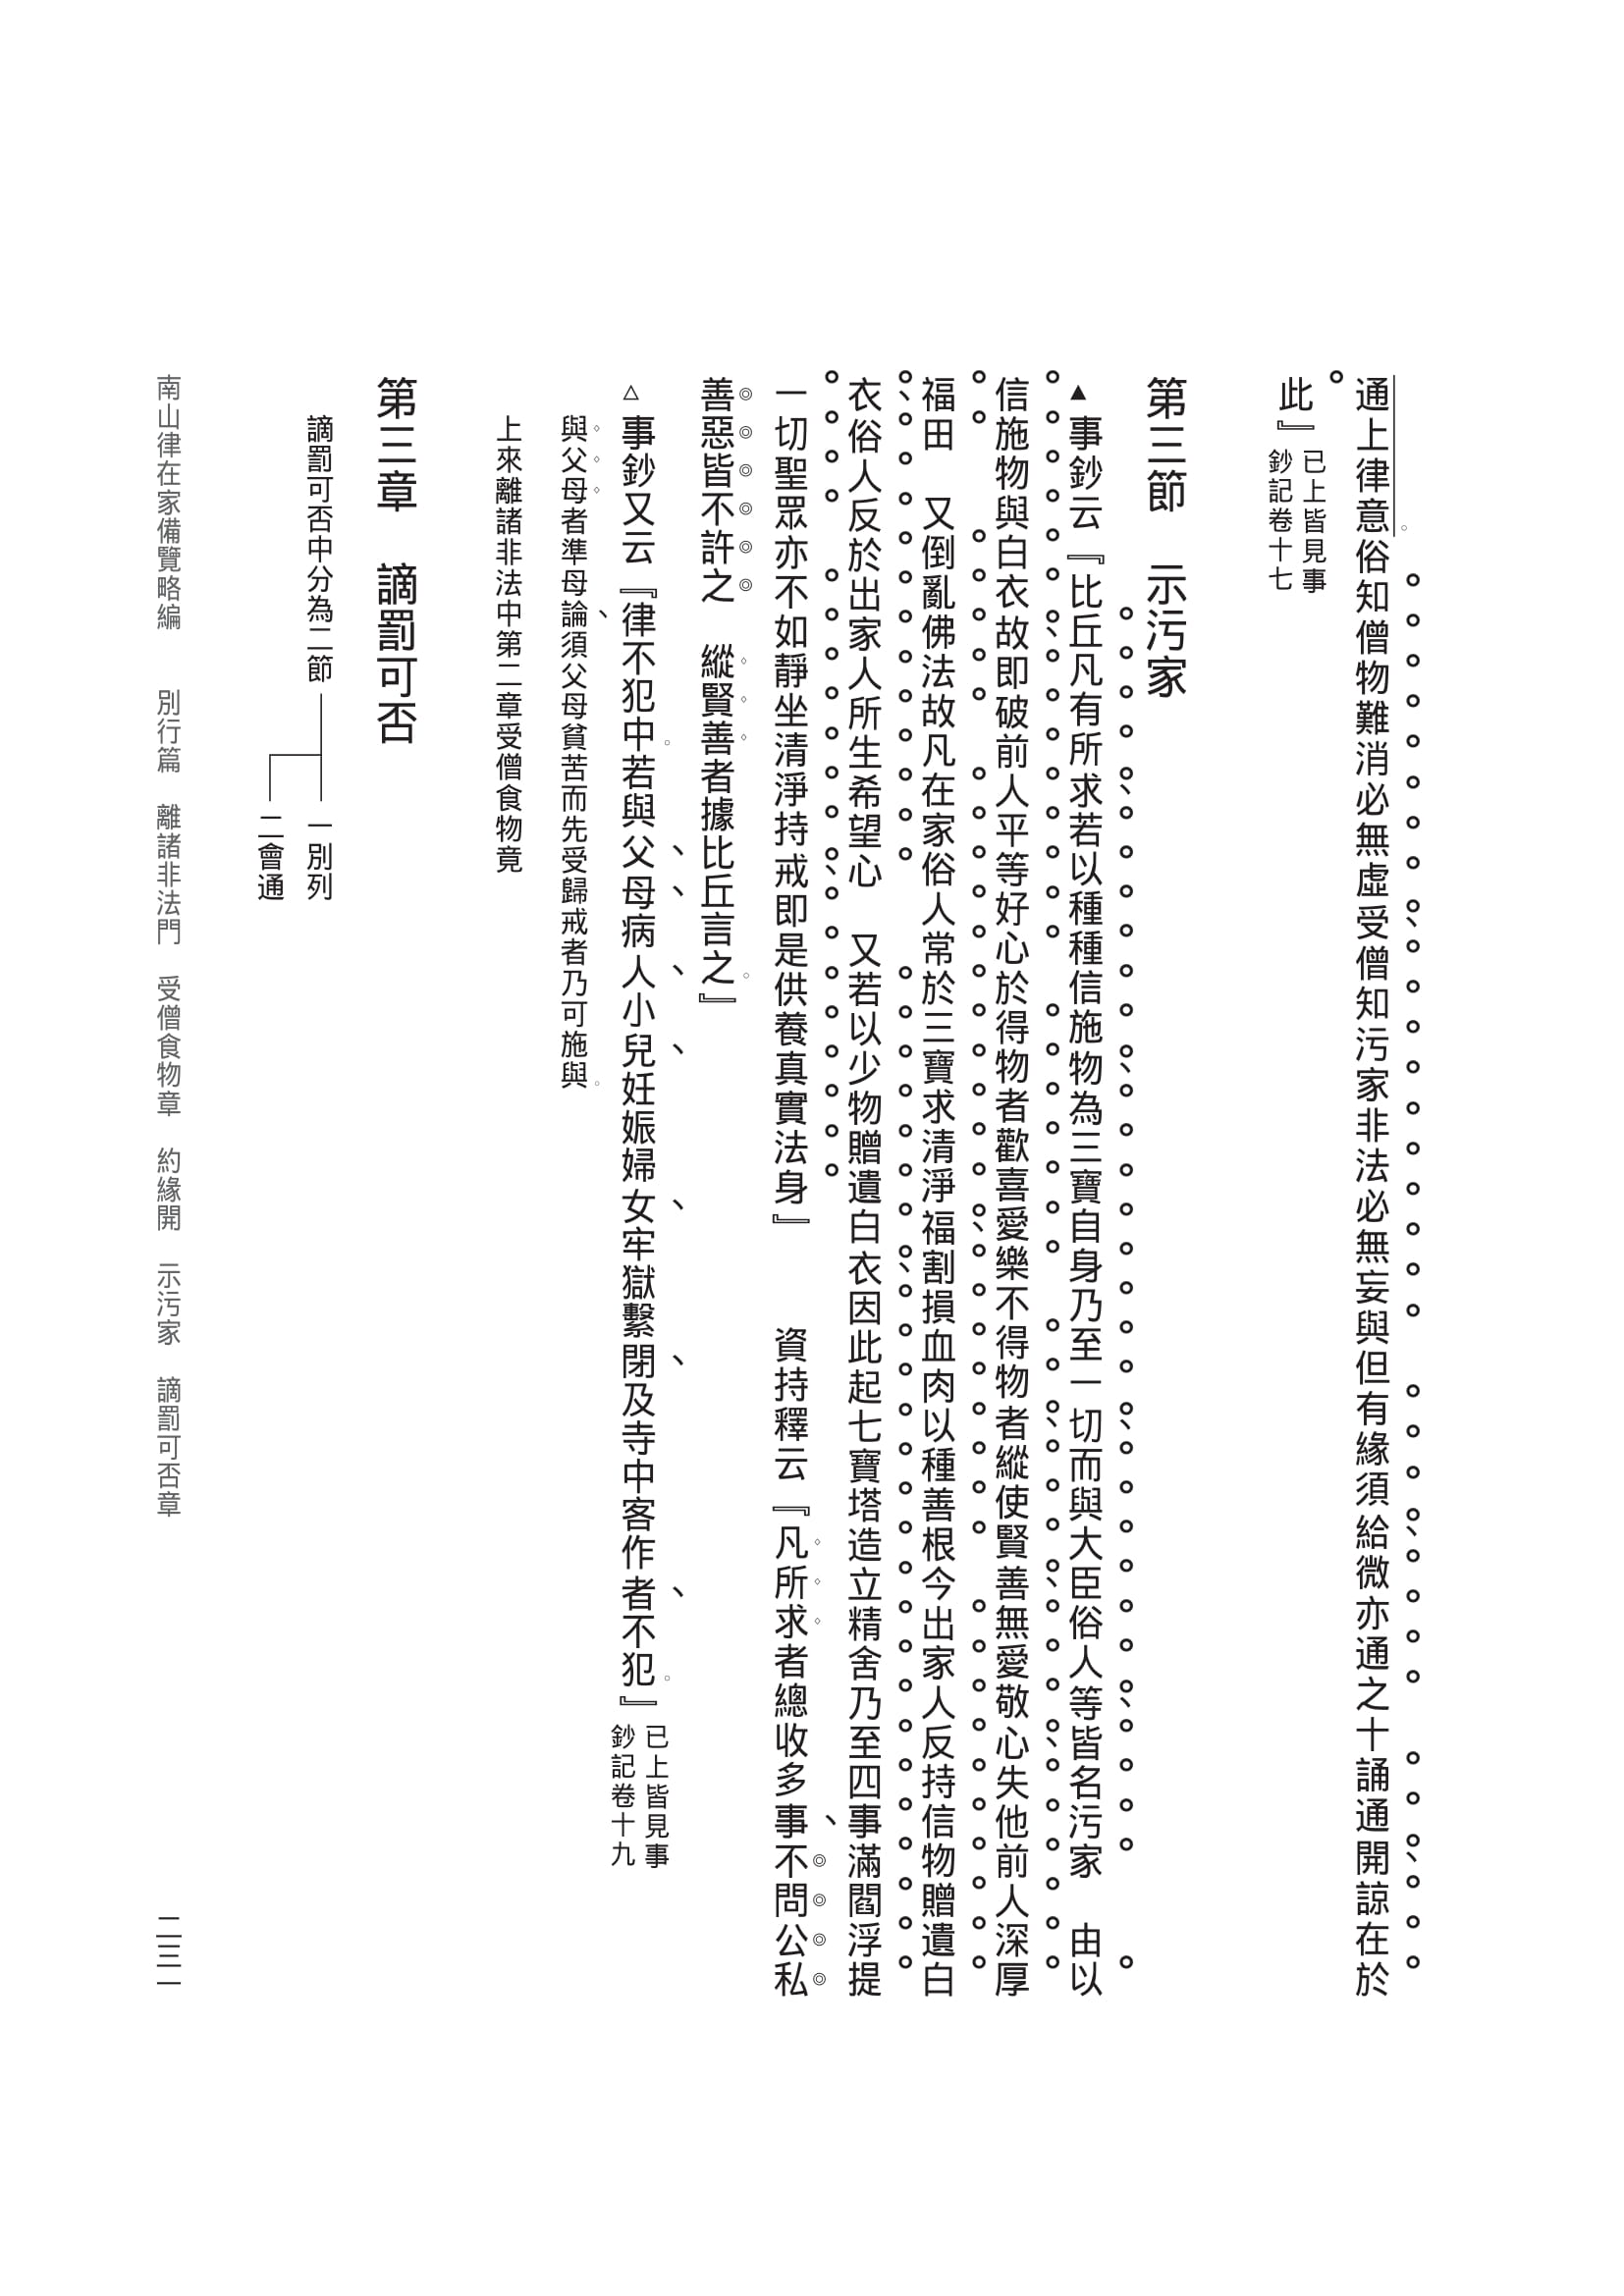 通上律意俗知僧物難消必無虛受僧知污家非法必無妄與但有緣須給微亦通之十誦通開諒在於
此』已上皆見事
鈔記卷十七
第三節　示污家
▲事鈔云『比丘凡有所求若以種種信施物為三寶自身乃至一切而與大臣俗人等皆名污家　由以
信施物與白衣故即破前人平等好心於得物者歡喜愛樂不得物者縱使賢善無愛敬心失他前人深厚
福田　又倒亂佛法故凡在家俗人常於三寶求清淨福割損血肉以種善根今出家人反持信物贈遺白
衣俗人反於出家人所生希望心　又若以少物贈遺白衣因此起七寶塔造立精舍乃至四事滿閻浮提
一切聖眾亦不如靜坐清淨持戒即是供養真實法身』　　資持釋云『凡所求者總收多事不問公私
善惡皆不許之　縱賢善者據比丘言之』
△事鈔又云『律不犯中若與父母病人小兒妊娠婦女牢獄繫閉及寺中客作者不犯』已上皆見事
鈔記卷十九
與父母者準母論須父母貧苦而先受歸戒者乃可施與
上來離諸非法中第二章受僧食物竟
第三章　謫罰可否
謫罰可否中分為二節
一別列
二會通
南山律在家備覽略編　　別行篇　離諸非法門　受僧食物章　約緣開　示污家　謫罰可否章
二三一